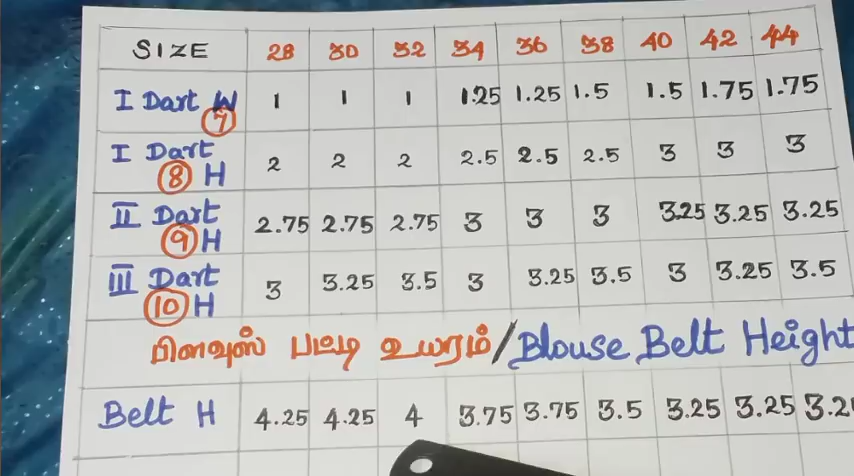 SIZE 28 30 32 34 36 38 40 42 44
I Dart W 1 1 1 1.25 1.25 1.5 1.5 1.75 1.75
7
I Dart 2 2 2 2.5 2.5 2.5 3 3 3
8 H
II Dart 2.75 2.75 2.75 3 3 3 3.25 3.25 3.25
9 H
III Dart 3 3.25 3.5 3 3.25 3.5 3 3.25 3.5
10 H
பிளவுஸ் பட்டி உயரம்/Blouse Belt Height
Belt H 4.25 4.25 4 3.75 3.75 3.5 3.25 3.25